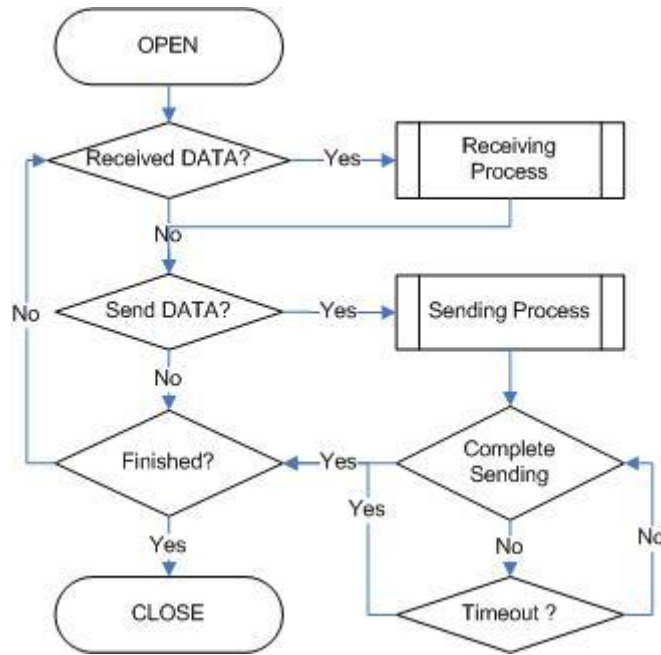 OPEN
Received DATA?
Yes
Receiving
Process
No
Send DATA?
Yes
Sending Process
No
No
Finished?
Yes
Complete
Sending
Yes
No
No
Yes
CLOSE
Timeout ?